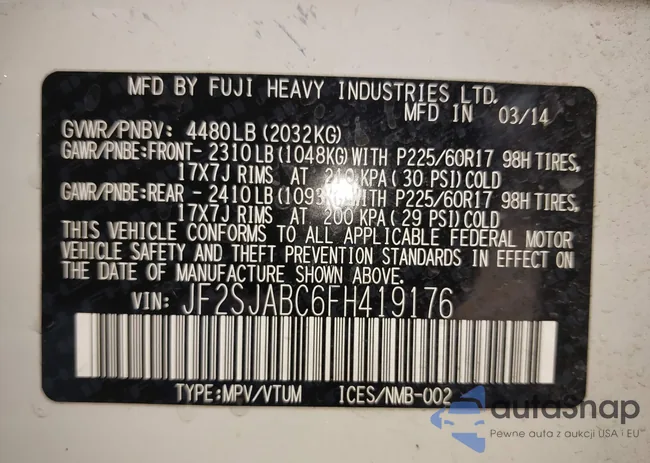 MFD BY FUJI HEAVY INDUSTRIES LTD.
MFD IN 03/14
GVWR/PNBV: 4480LB(2032KG)
GAWR/PNBE:FRONT- 2310LB(1048KG)WITH P225/60R17 98H TIRES,
17X7J RIMS AT 210 KPA(30 PSI)COLD
GAWR/PNBE:REAR - 2410LB(1093KG)WITH P225/60R17 98H TIRES,
17X7J RIMS AT 200 KPA(29 PSI)COLD
THIS VEHICLE CONFORMS TO ALL APPLICABLE FEDERAL MOTOR
VEHICLE SAFETY AND THEFT PREVENTION STANDARDS IN EFFECT ON
THE DATE OF MANUFACTURE SHOWN ABOVE.
VIN: JF2SJABC6FH419176
TYPE:MPV/VTUM ICES/NMB-002
autoSnap
Pewne auta z aukcji USA i EU